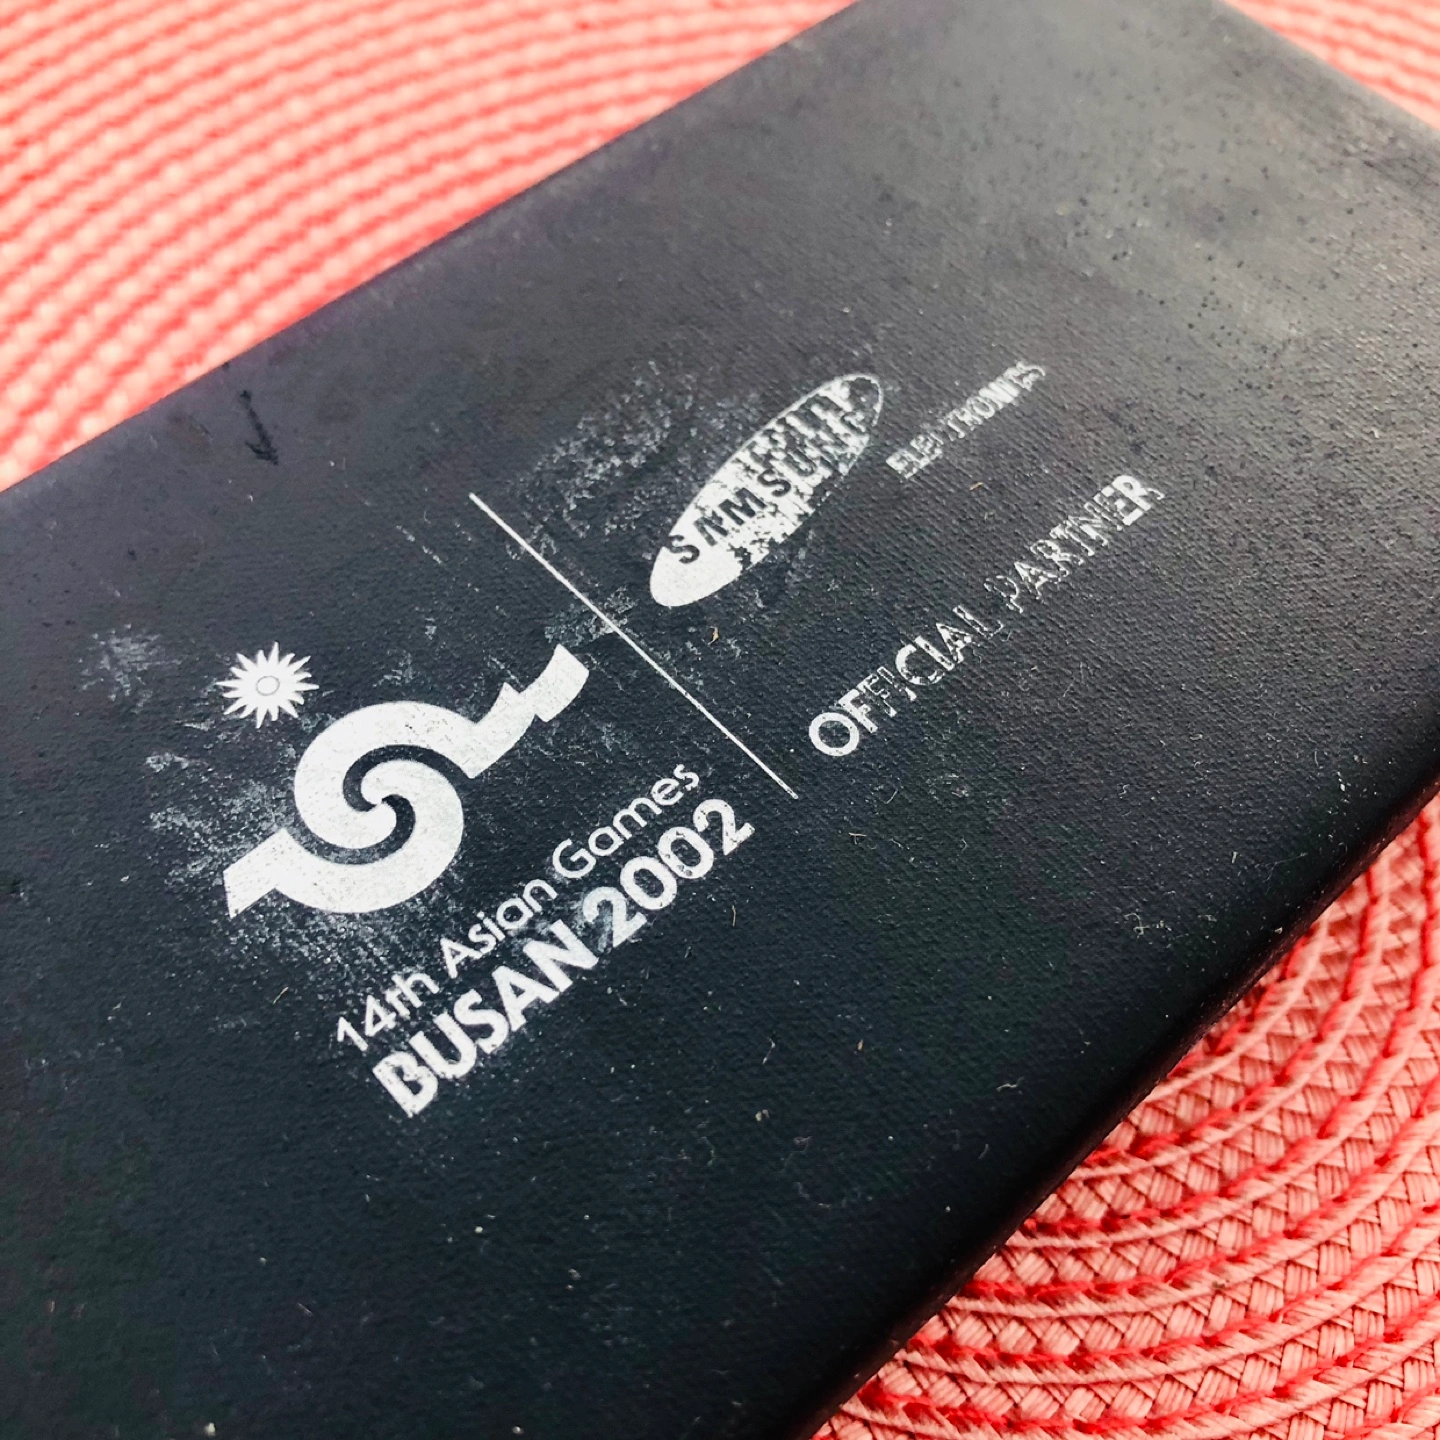 14th Asian Games
BUSAN 2002
SAMSUNG
ELECTRONICS
OFFICIAL PARTNER